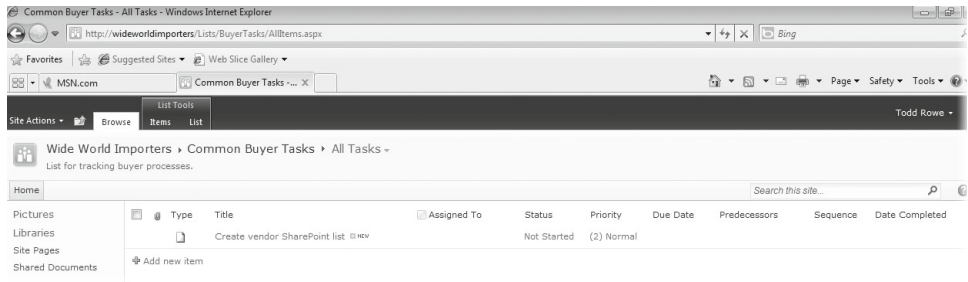 Common Buyer Tasks - All Tasks - Windows Internet Explorer
http://wideworldimporters/Lists/BuyerTasks/AllItems.aspx
Bing
Favorites Suggested Sites Web Slice Gallery
MSN.com Common Buyer Tasks -... X
Page Safety Tools
List Tools
Site Actions Browse Items List
Todd Rowe
Wide World Importers Common Buyer Tasks All Tasks
List for tracking buyer processes.
Home
Search this site...
Pictures
Libraries
Site Pages
Shared Documents
Type Title Assigned To Status Priority Due Date Predecessors Sequence Date Completed
Create vendor SharePoint list NEW Not Started (2) Normal
Add new item